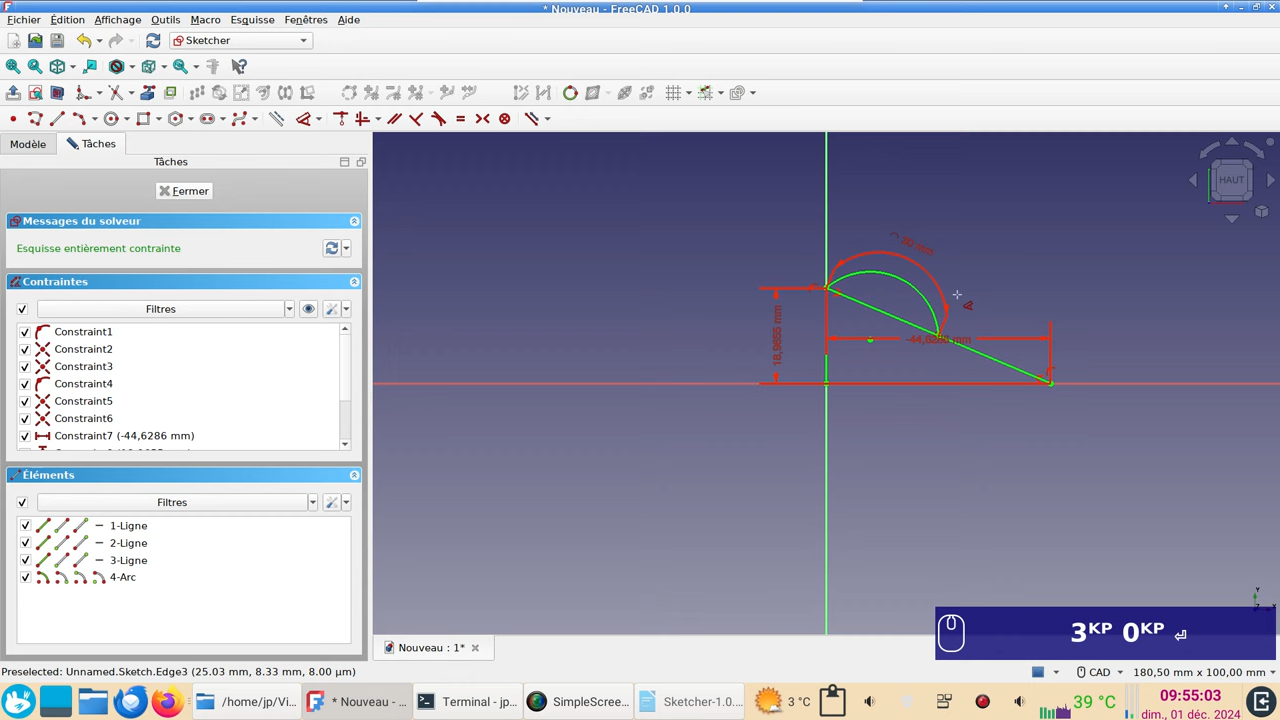 * Nouveau - FreeCAD 1.0.0
Fichier Édition Affichage Outils Macro Esquisse Fenêtres Aide
Sketcher
Modèle Tâches
Tâches
Fermer
Messages du solveur
Esquisse entièrement contrainte
Contraintes
Filtres
Constraint1
Constraint2
Constraint3
Constraint4
Constraint5
Constraint6
Constraint7 (-44,6286 mm)
Éléments
Filtres
1-Ligne
2-Ligne
3-Ligne
4-Arc
HAUT
30 mm
-44,6286 mm
3KP 0KP ⏎
Nouveau : 1*
Preselected: Unnamed.Sketch.Edge3 (25.03 mm, 8.33 mm, 8.00 µm)
CAD 180,50 mm x 100,00 mm
/home/jp/Vi...
* Nouveau - ...
Terminal - jp...
SimpleScree...
Sketcher-1.0....
3 °C
39 °C
09:55:03
dim., 01 déc. 2024